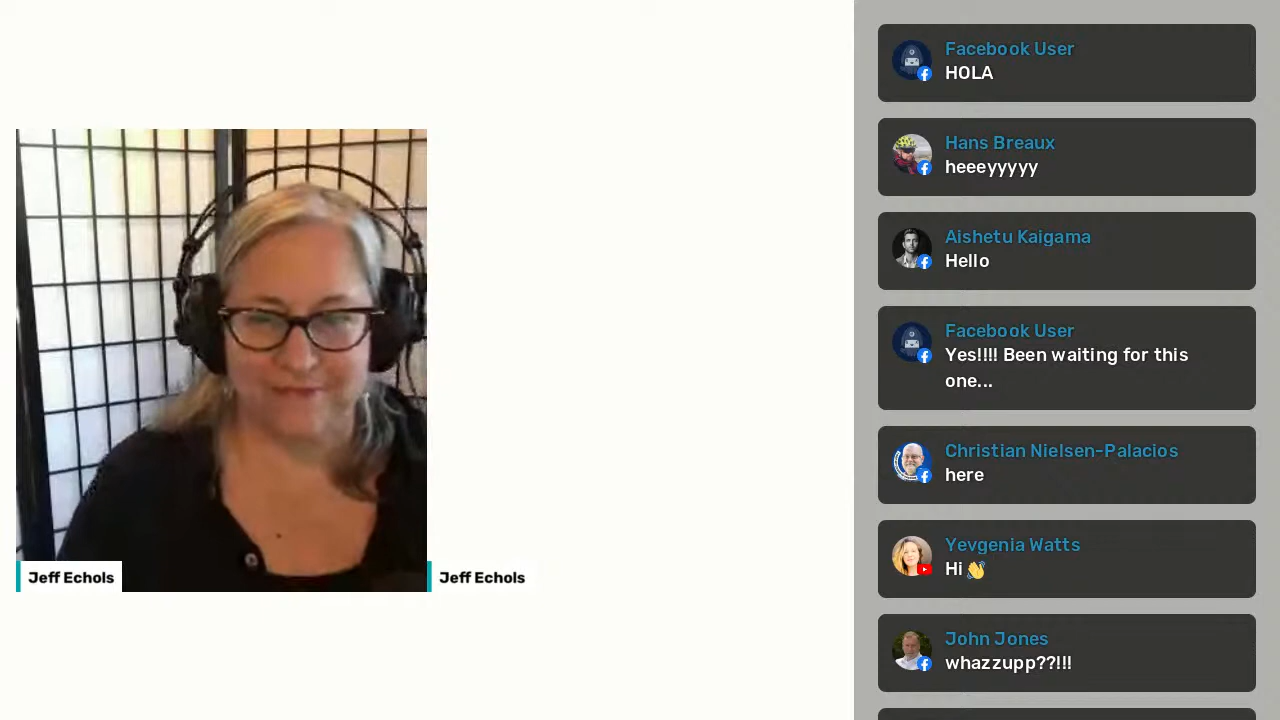 Jeff Echols
Jeff Echols
Facebook User
HOLA
Hans Breaux
heeeyyyyy
Aishetu Kaigama
Hello
Facebook User
Yes!!!! Been waiting for this
one...
Christian Nielsen-Palacios
here
Yevgenia Watts
Hi 👋
John Jones
whazzupp??!!!